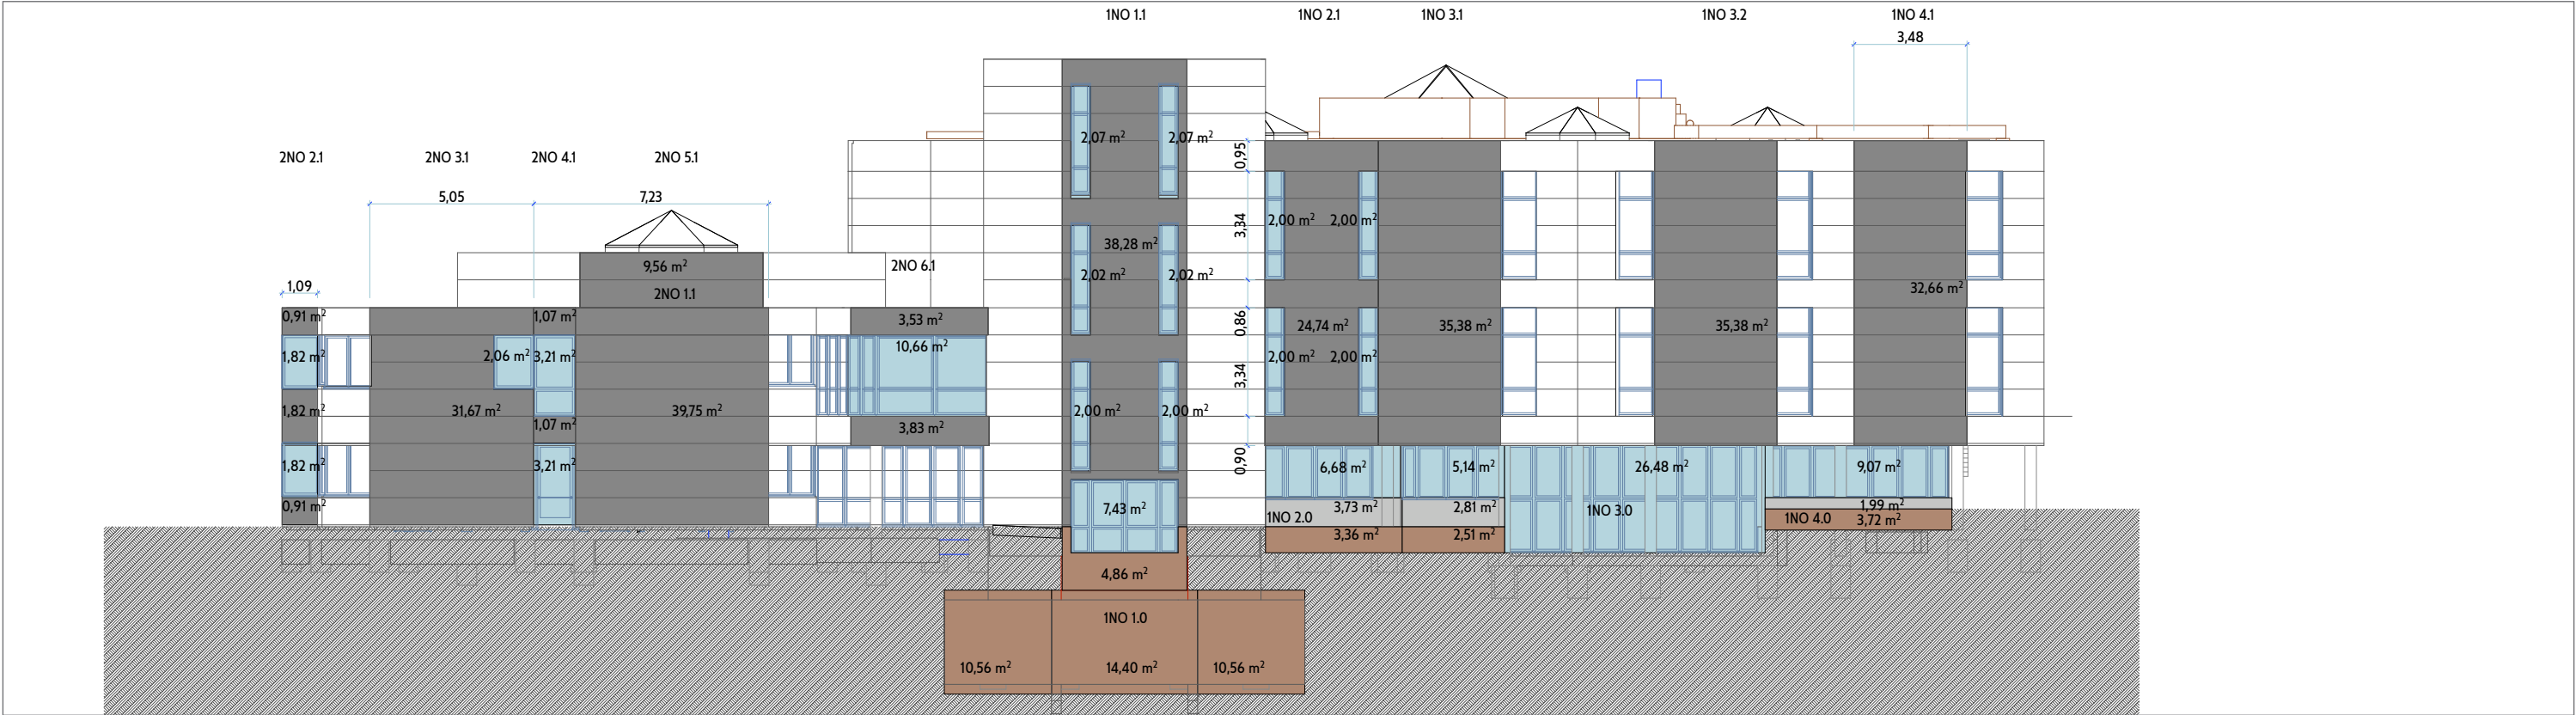 1NO 1.1 1NO 2.1 1NO 3.1 1NO 3.2 1NO 4.1
3,48
2,07 m² 2,07 m²
0,95
2NO 2.1 2NO 3.1 2NO 4.1 2NO 5.1
5,05 7,23
3,34
2,00 m² 2,00 m²
38,28 m²
9,56 m² 2NO 6.1
2,02 m² 2,02 m²
1,09 2NO 1.1
32,66 m²
0,91 m² 1,07 m² 3,53 m²
0,86 24,74 m² 35,38 m² 35,38 m²
10,66 m²
1,82 m² 2,06 m² 3,21 m²
2,00 m² 2,00 m²
3,34
1,82 m² 31,67 m² 39,75 m² 2,00 m² 2,00 m²
1,07 m² 3,83 m²
0,90
1,82 m² 3,21 m² 6,68 m² 5,14 m² 26,48 m² 9,07 m²
0,91 m² 7,43 m² 3,73 m² 2,81 m² 1NO 3.0 1,99 m²
1NO 2.0 1NO 4.0 3,72 m²
3,36 m² 2,51 m²
4,86 m²
1NO 1.0
10,56 m² 14,40 m² 10,56 m²